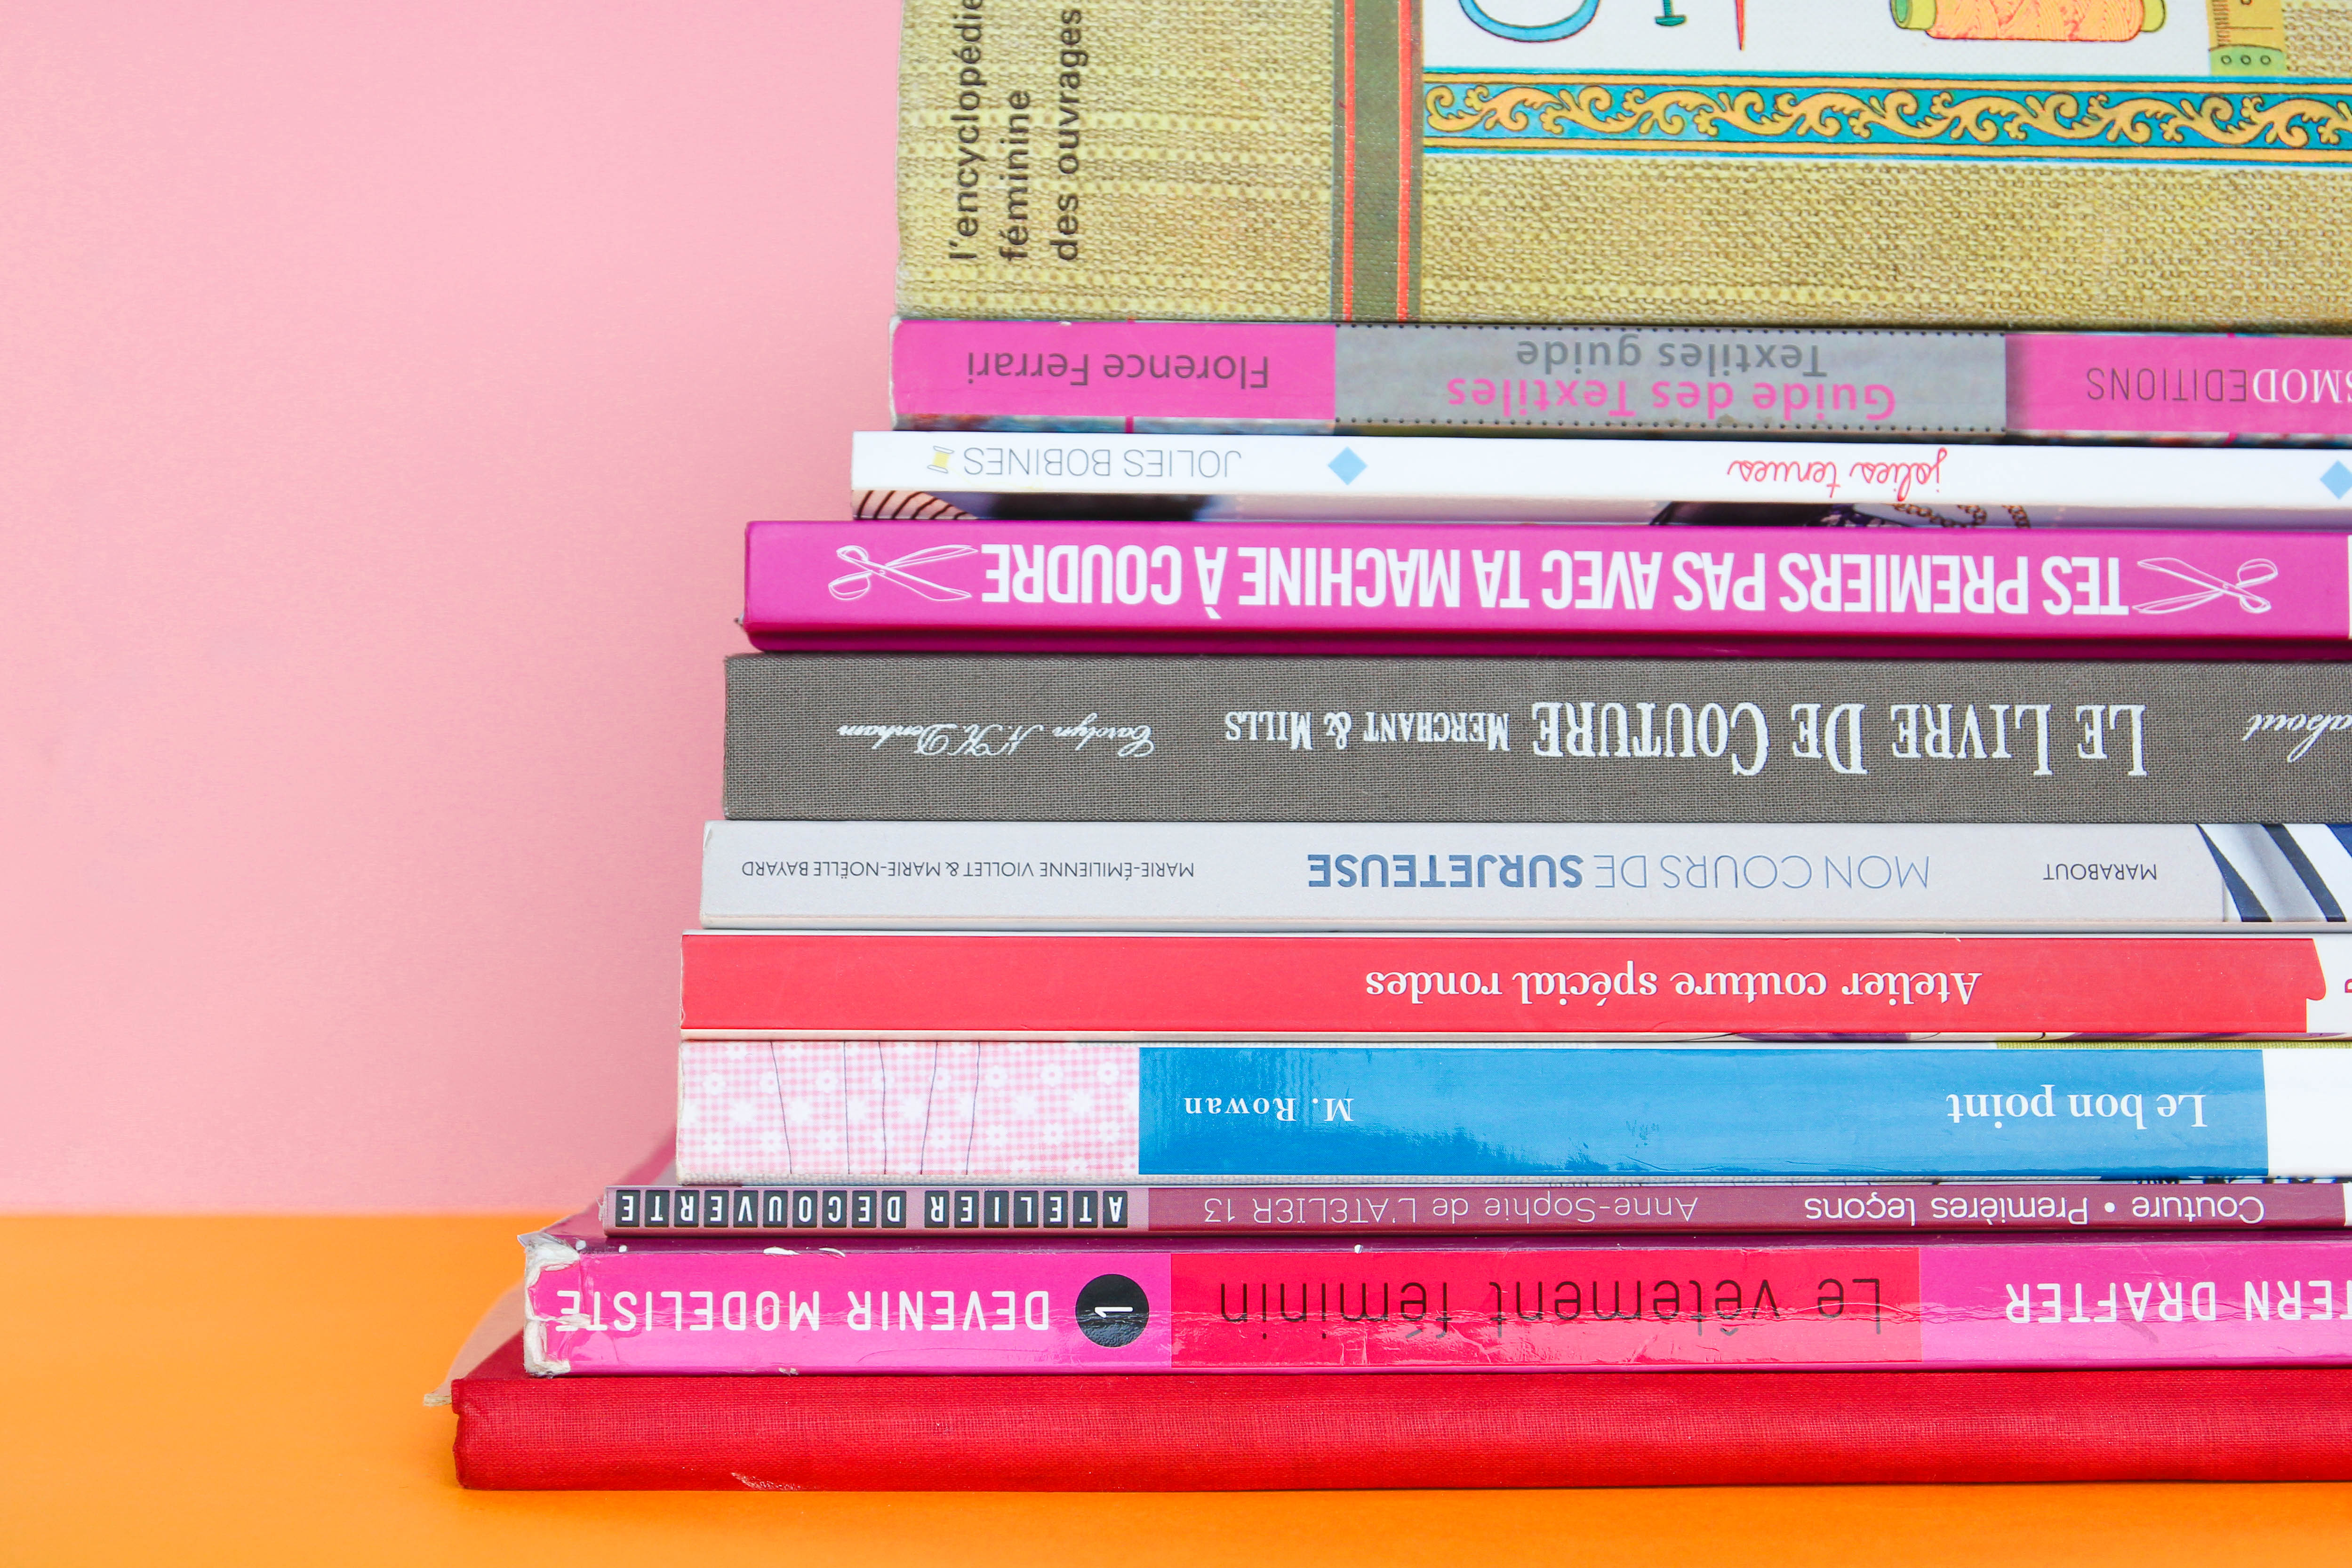 l'encyclopédie
féminine
des ouvrages
SMODEDITIONS
Guide des Textiles
Textiles guide
Florence Ferrari
jolies tenues
JOLIES BOBINES
TES PREMIERS PAS AVEC TA MACHINE À COUDRE
LE LIVRE DE COUTURE MERCHANT & MILLS Carolyn N. K. Denham
MARABOUT MON COURS DE SURJETEUSE MARIE-ÉMILIENNE VIOLLET & MARIE-NOËLLE BAYARD
Atelier couture spécial rondes
Le bon point M. Rowan
Couture • Premières leçons Anne-Sophie de L'ATELIER 13 ATELIER DECOUVERTE
ERN DRAFTER Le vêtement féminin 1 DEVENIR MODELISTE